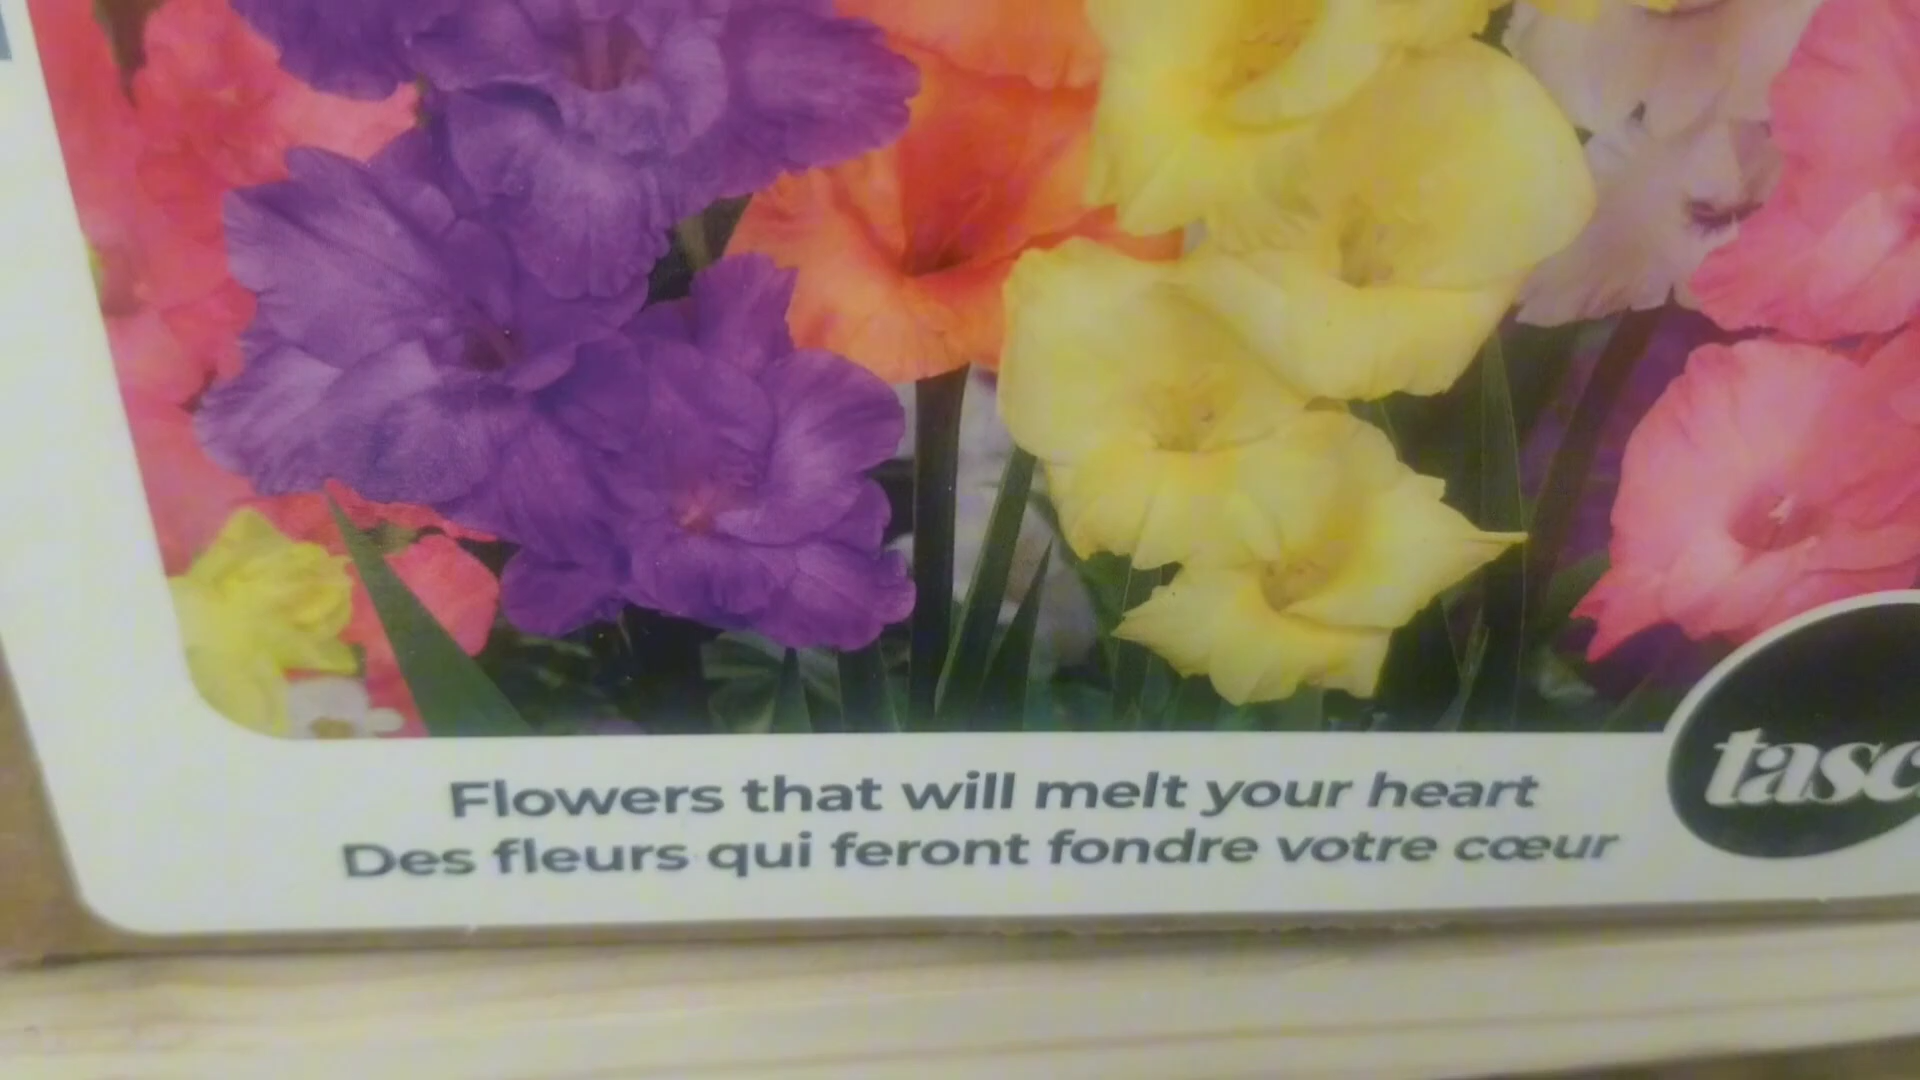 Flowers that will melt your heart
Des fleurs qui feront fondre votre cœur
tasc